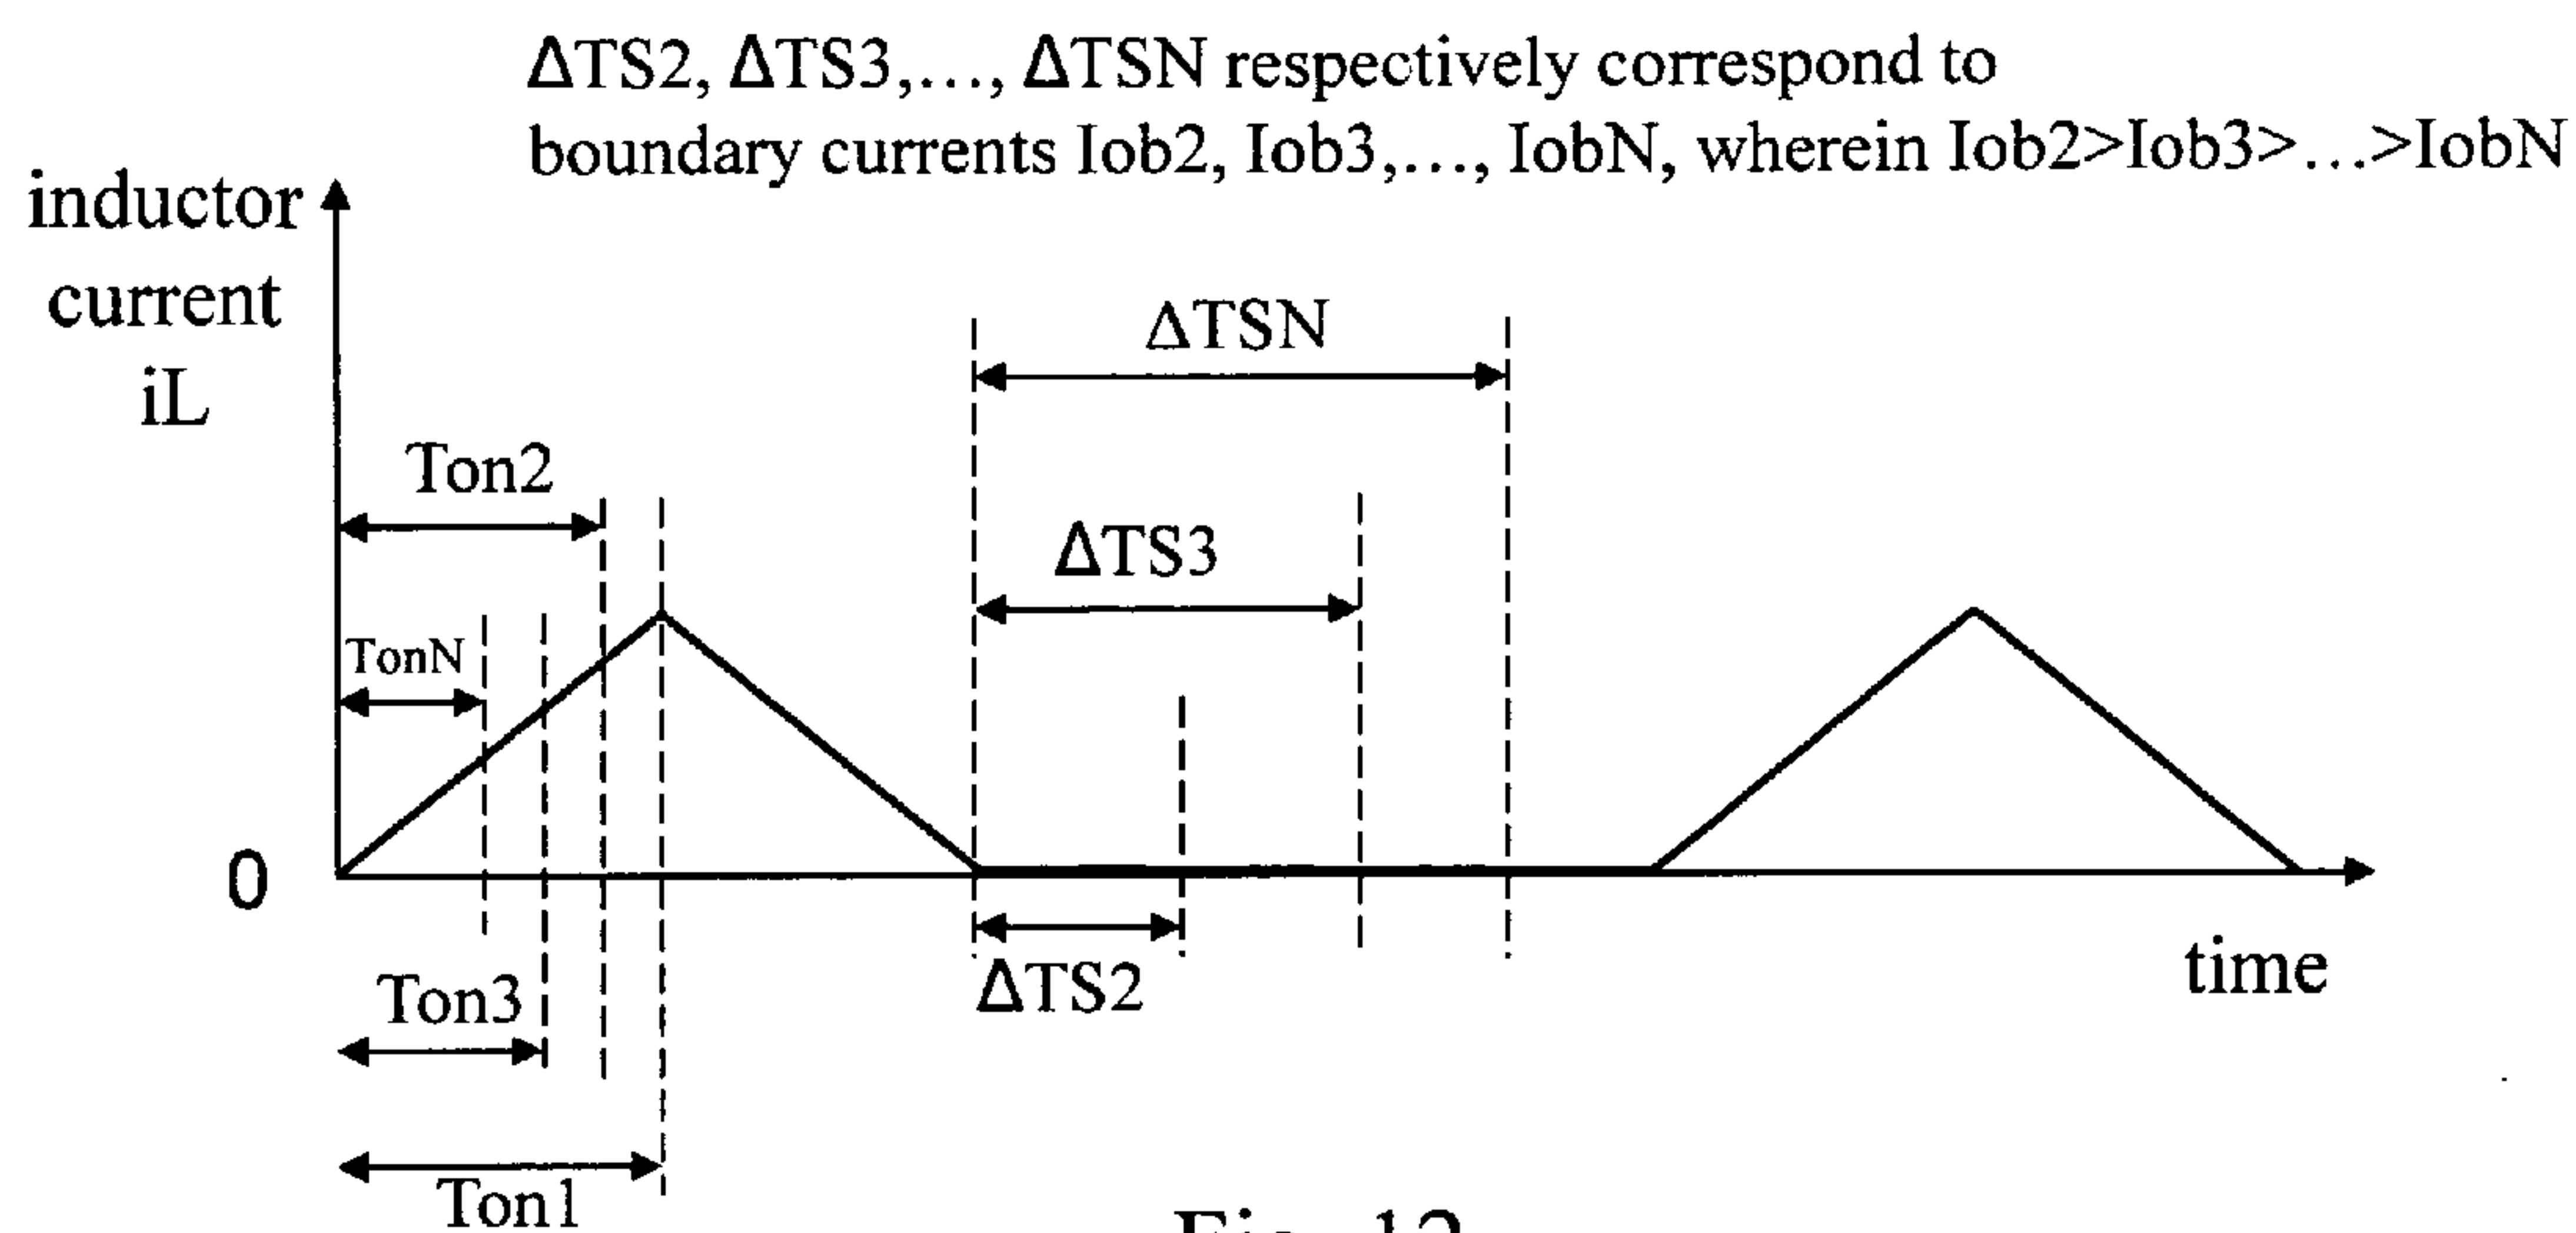 ΔTS2, ΔTS3,..., ΔTSN respectively correspond to
boundary currents Iob2, Iob3,..., IobN, wherein Iob2>Iob3>...>IobN
inductor
current
iL
ΔTSN
Ton2
ΔTS3
TonN
0
time
ΔTS2
Ton3
Ton1